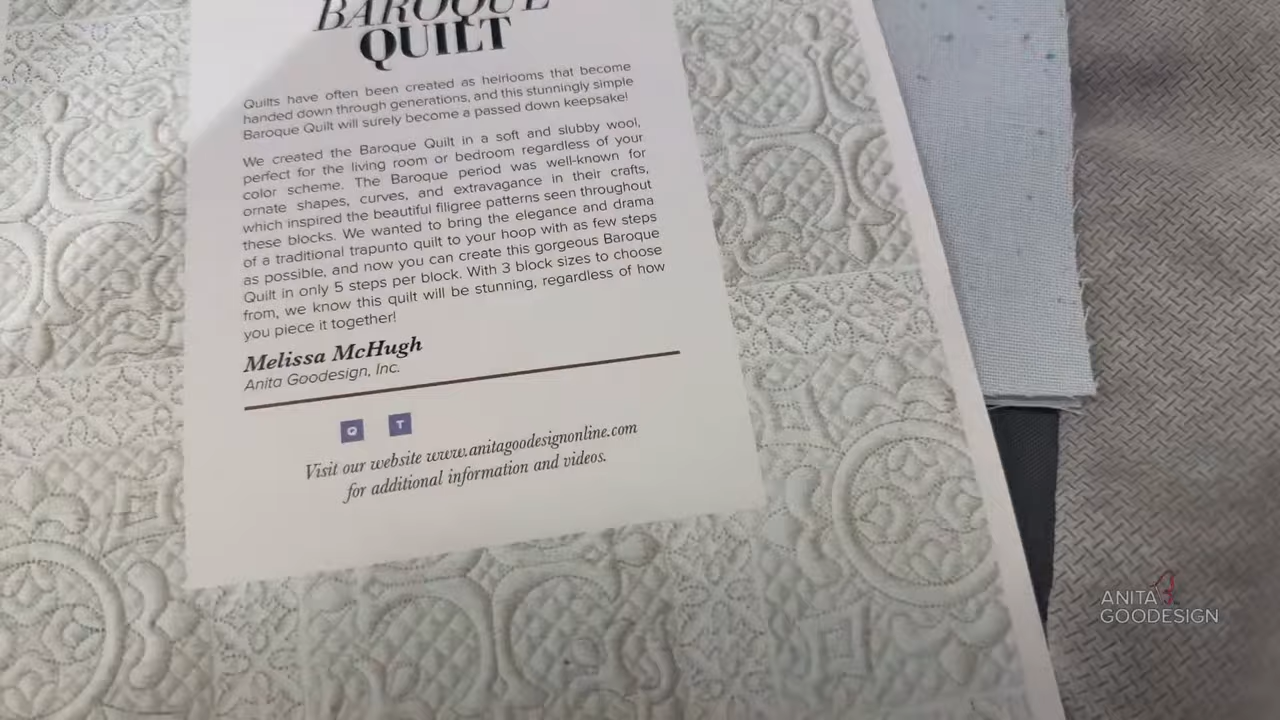 BAROQUE
QUILT
Quilts have often been created as heirlooms that become
handed down through generations, and this stunningly simple
Baroque Quilt will surely become a passed down keepsake!
We created the Baroque Quilt in a soft and slubby wool,
perfect for the living room or bedroom regardless of your
color scheme. The Baroque period was well-known for
ornate shapes, curves, and extravagance in their crafts,
which inspired the beautiful filigree patterns seen throughout
these blocks. We wanted to bring the elegance and drama
of a traditional trapunto quilt to your hoop with as few steps
as possible, and now you can create this gorgeous Baroque
Quilt in only 5 steps per block. With 3 block sizes to choose
from, we know this quilt will be stunning, regardless of how
you piece it together!
Melissa McHugh
Anita Goodesign, Inc.
Q T
Visit our website www.anitagoodesignonline.com
for additional information and videos.
ANITA
GOODESIGN